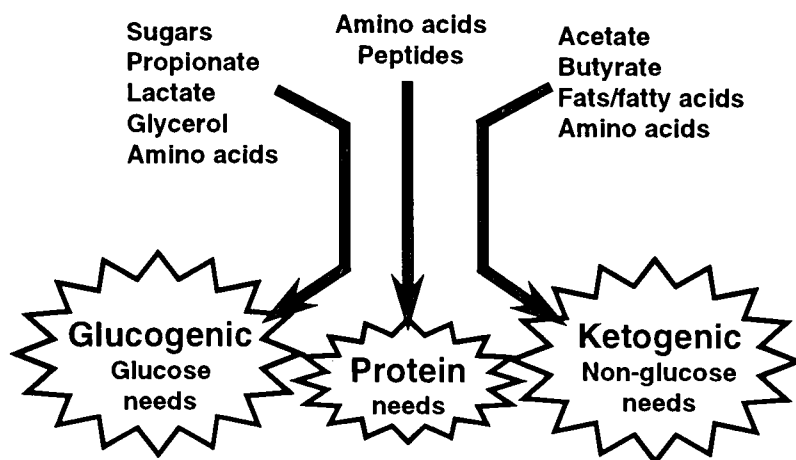 Sugars
Propionate
Lactate
Glycerol
Amino acids
Amino acids
Peptides
Acetate
Butyrate
Fats/fatty acids
Amino acids
Glucogenic
Glucose
needs
Protein
needs
Ketogenic
Non-glucose
needs